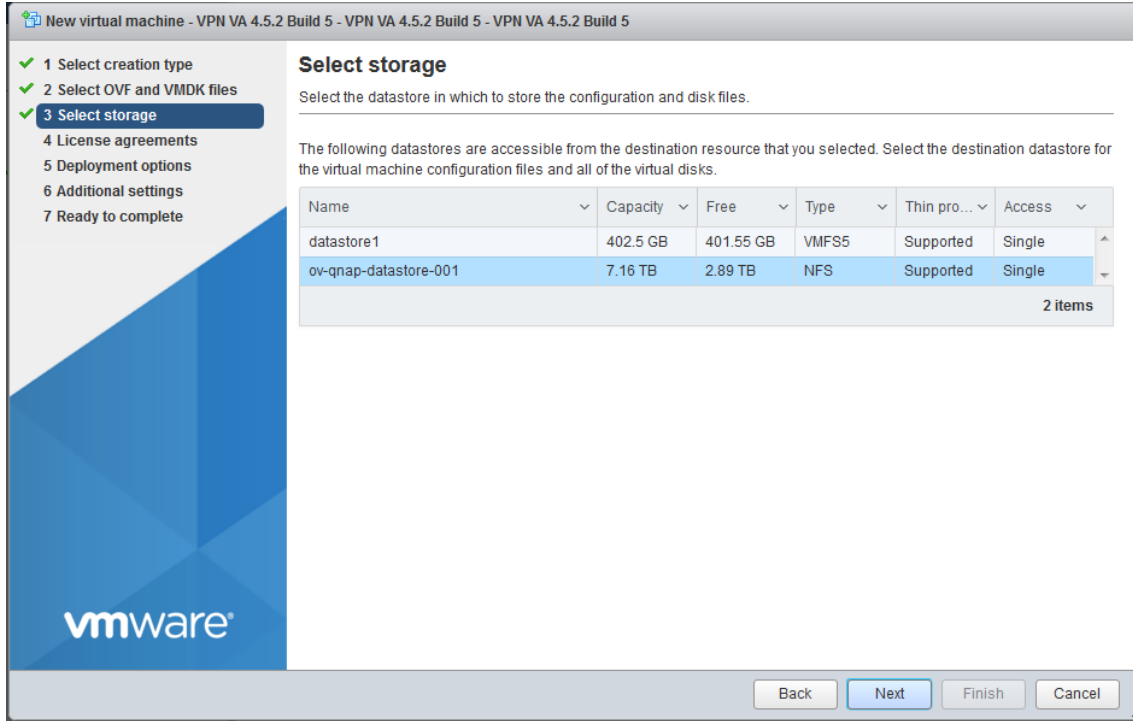 New virtual machine - VPN VA 4.5.2 Build 5 - VPN VA 4.5.2 Build 5 - VPN VA 4.5.2 Build 5
1 Select creation type
2 Select OVF and VMDK files
3 Select storage
4 License agreements
5 Deployment options
6 Additional settings
7 Ready to complete
vmware®
Select storage
Select the datastore in which to store the configuration and disk files.
The following datastores are accessible from the destination resource that you selected. Select the destination datastore for
the virtual machine configuration files and all of the virtual disks.
Name Capacity Free Type Thin pro... Access
datastore1 402.5 GB 401.55 GB VMFS5 Supported Single
ov-qnap-datastore-001 7.16 TB 2.89 TB NFS Supported Single
2 items
Back Next Finish Cancel